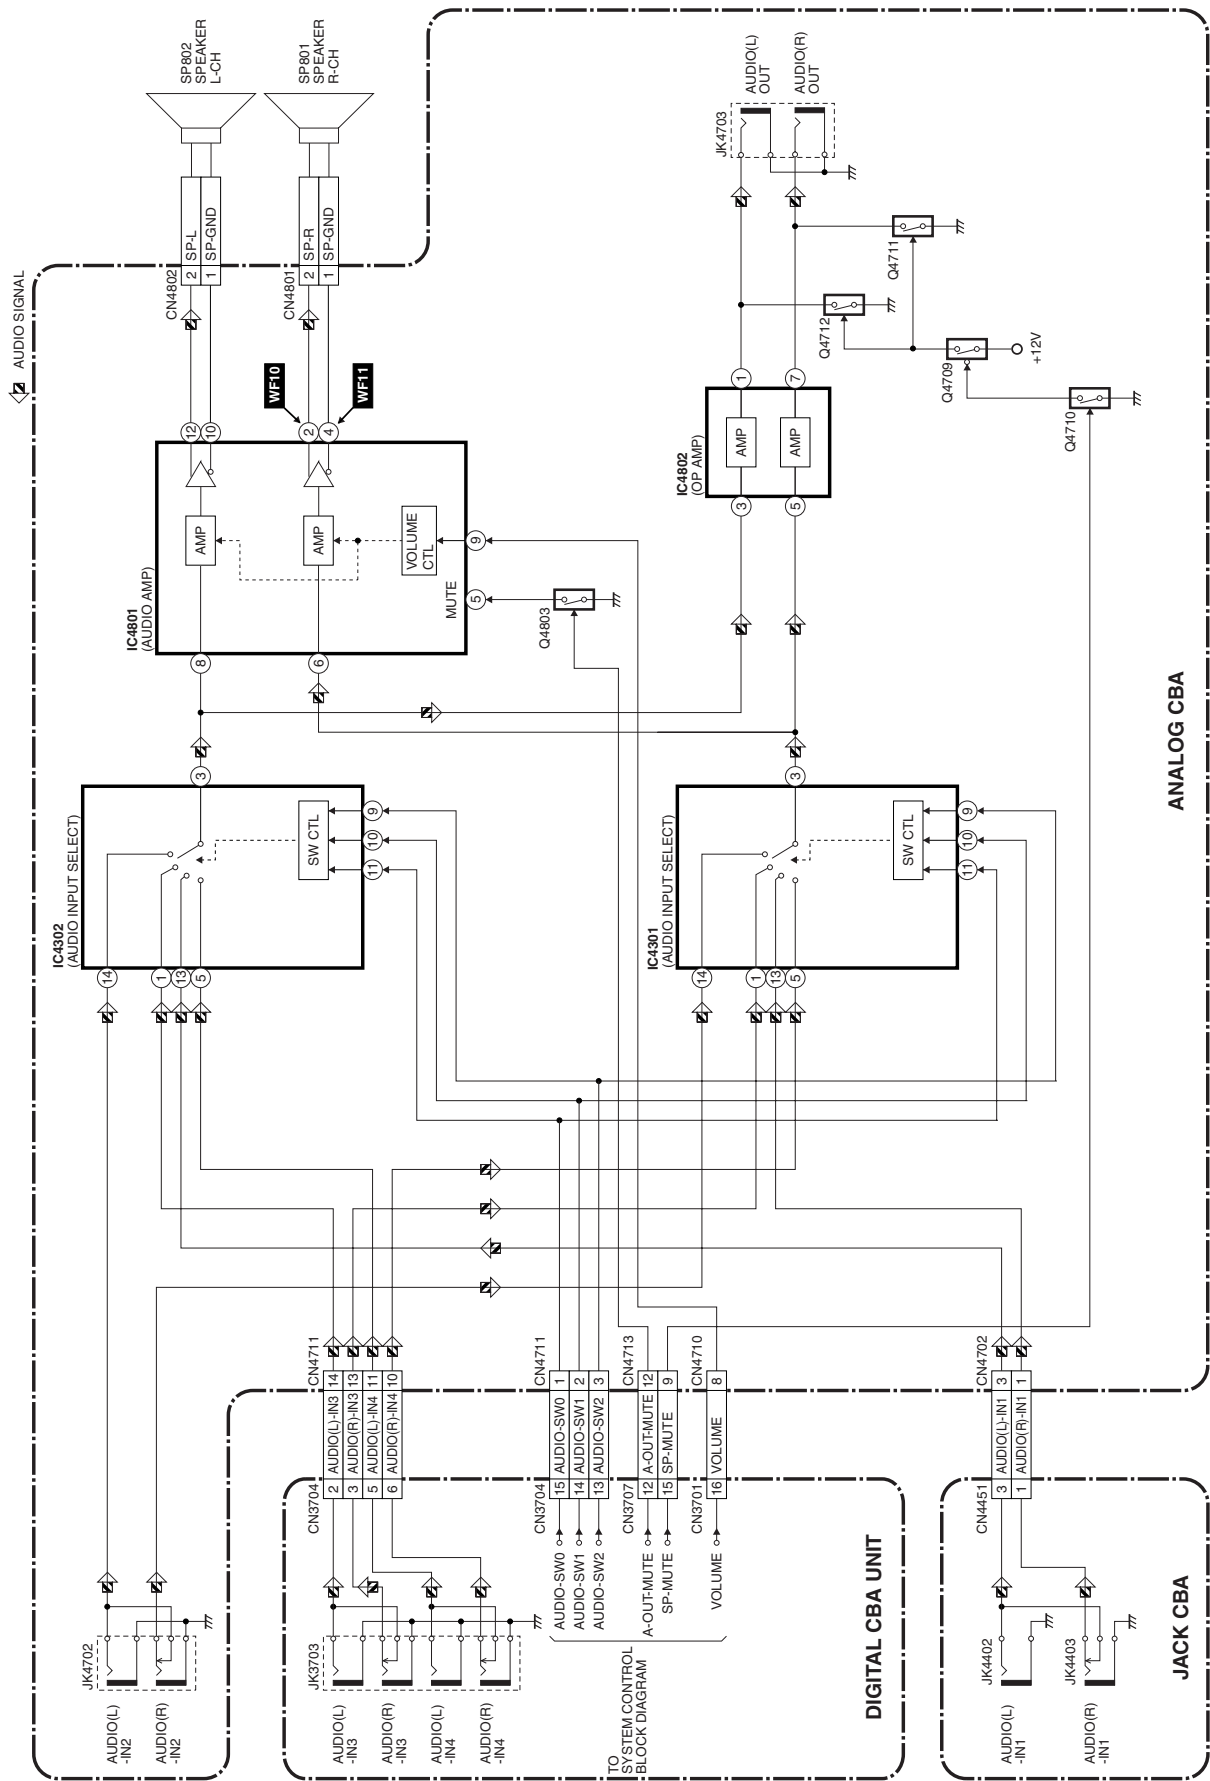 AUDIO SIGNAL
SP802
SPEAKER
L-CH
SP801
SPEAKER
R-CH
CN4802
2 SP-L
1 SP-GND
CN4801
2 SP-R
1 SP-GND
WF10
WF11
12
10
2
4
IC4801
(AUDIO AMP)
AMP
AMP
VOLUME
CTL
MUTE
9
5
8
6
Q4803
JK4703
AUDIO(L)
OUT
AUDIO(R)
OUT
Q4711
Q4712
Q4709
+12V
Q4710
IC4802
(OP AMP)
1
7
AMP
AMP
3
5
IC4302
(AUDIO INPUT SELECT)
3
SW CTL
9
10
11
14
1
13
5
IC4301
(AUDIO INPUT SELECT)
3
SW CTL
9
10
11
14
1
13
5
ANALOG CBA
JK4702
AUDIO(L)
-IN2
AUDIO(R)
-IN2
CN3704
CN4711
2 AUDIO(L)-IN3 14
3 AUDIO(R)-IN3 13
5 AUDIO(L)-IN4 11
6 AUDIO(R)-IN4 10
JK3703
AUDIO(L)
-IN3
AUDIO(R)
-IN3
AUDIO(L)
-IN4
AUDIO(R)
-IN4
CN3704
CN4711
AUDIO-SW0 15 AUDIO-SW0 1
AUDIO-SW1 14 AUDIO-SW1 2
AUDIO-SW2 13 AUDIO-SW2 3
CN3707
CN4713
A-OUT-MUTE 12 A-OUT-MUTE 12
SP-MUTE 15 SP-MUTE 9
CN3701
CN4710
VOLUME 16 VOLUME 8
TO
SYSTEM CONTROL
BLOCK DIAGRAM
DIGITAL CBA UNIT
CN4451
CN4702
3 AUDIO(L)-IN1 3
1 AUDIO(R)-IN1 1
JK4402
AUDIO(L)
-IN1
JK4403
AUDIO(R)
-IN1
JACK CBA